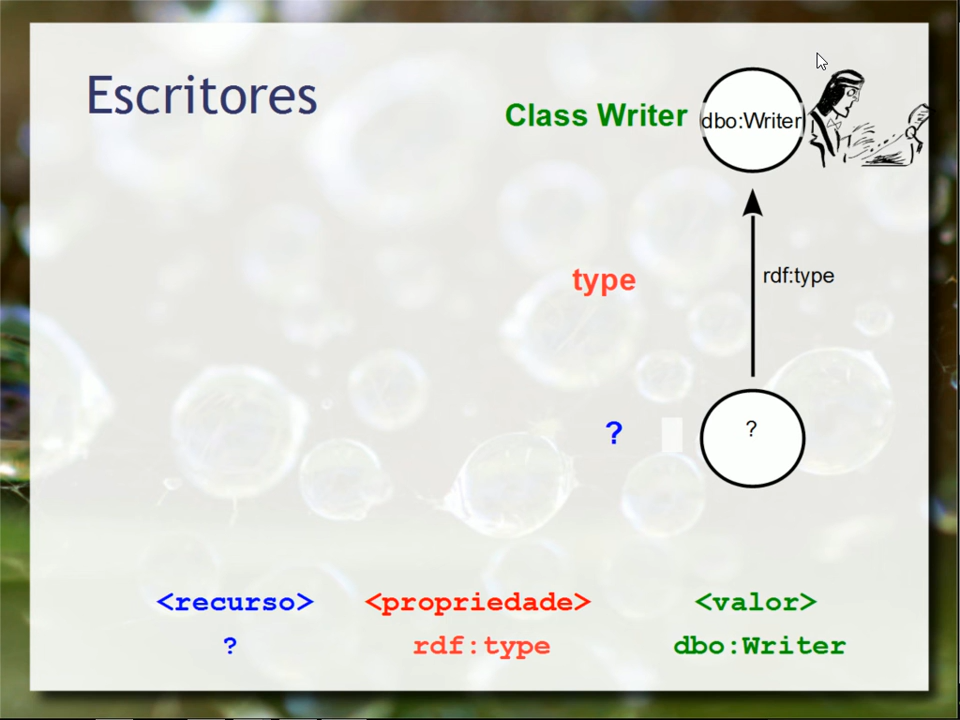 Escritores
Class Writer
dbo:Writer
type
rdf:type
?
?
<recurso> <propriedade> <valor>
? rdf:type dbo:Writer